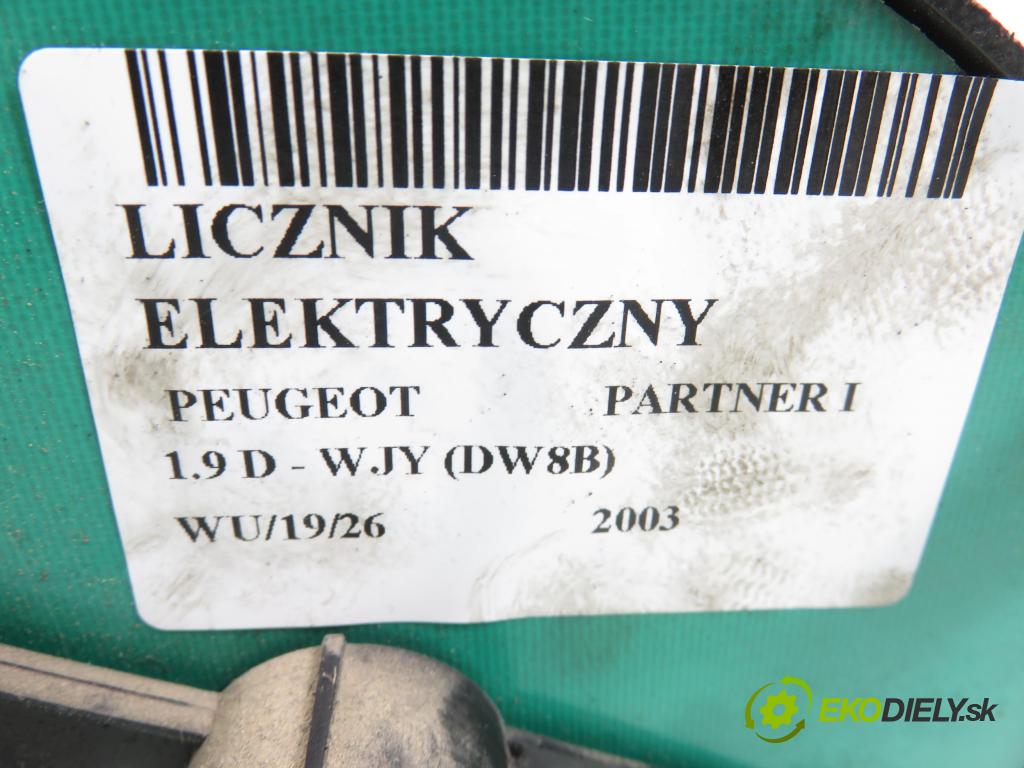 LICZNIK
ELEKTRYCZNY
PEUGEOT PARTNER I
1.9 D - WJY (DW8B)
WU/19/26 2003
EKODIELY.sk